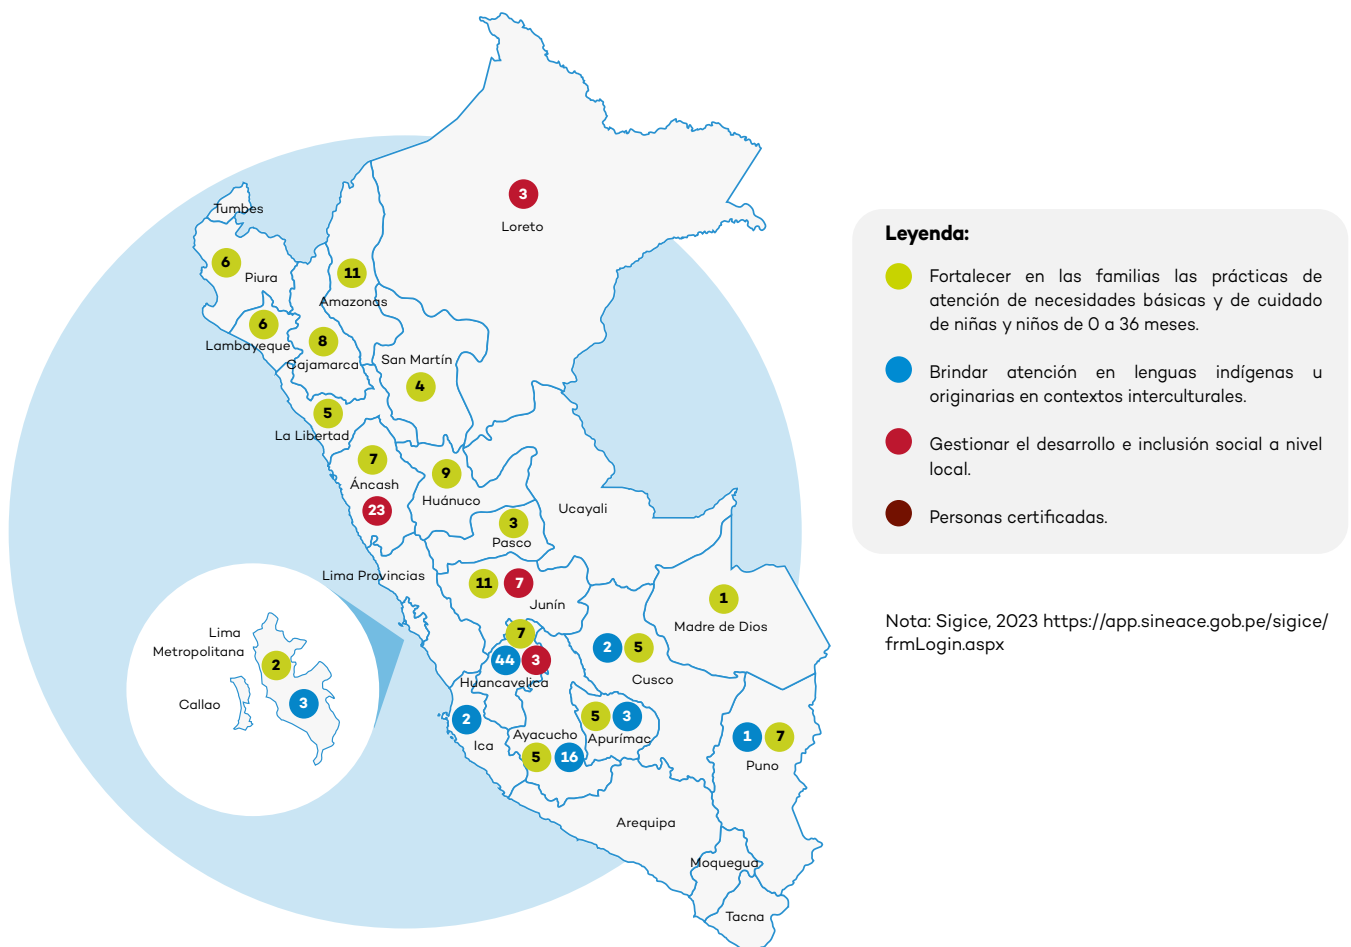 3
Loreto
Tumbes
6
Piura
11
Amazonas
6
Lambayeque
8
Cajamarca
San Martín
4
5
La Libertad
7
Áncash
23
9
Huánuco
3
Pasco
Ucayali
Lima Provincias
11
7
Junín
1
Madre de Dios
7
44
3
Huancavelica
2
5
Cusco
Lima
Metropolitana
2
Callao
3
2
Ica
Ayacucho
5
16
5
3
Apurímac
1
7
Puno
Arequipa
Moquegua
Tacna
Leyenda:
Fortalecer en las familias las prácticas de
atención de necesidades básicas y de cuidado
de niñas y niños de 0 a 36 meses.
Brindar atención en lenguas indígenas u
originarias en contextos interculturales.
Gestionar el desarrollo e inclusión social a nivel
local.
Personas certificadas.
Nota: Sigice, 2023 https://app.sineace.gob.pe/sigice/
frmLogin.aspx